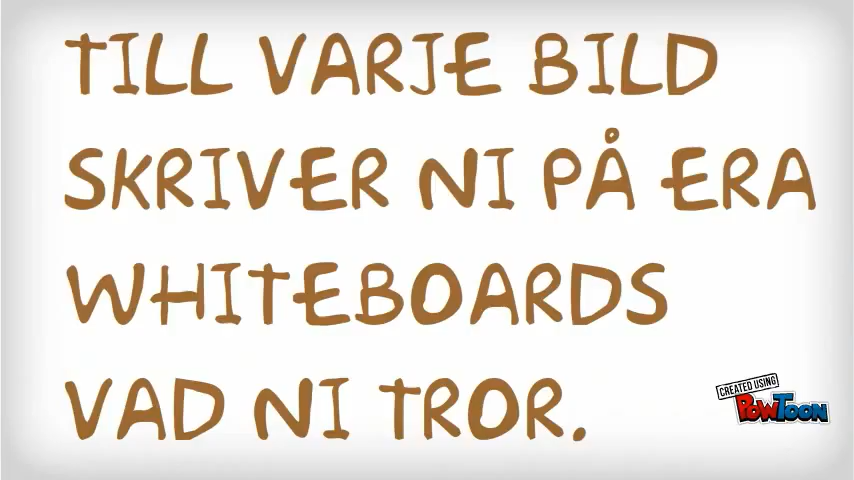 TILL VARJE BILD
SKRIVER NI PÅ ERA
WHITEBOARDS
VAD NI TROR.
CREATED USING
POWTOON